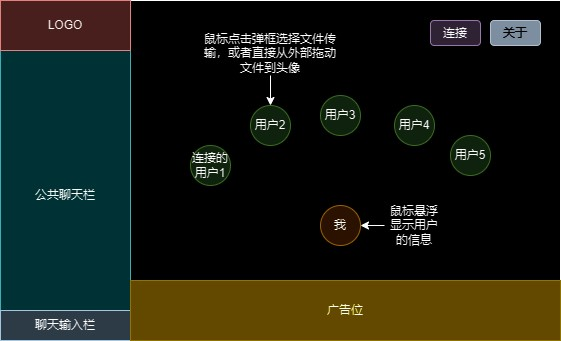 LOGO
连接
关于
鼠标点击弹框选择文件传
输，或者直接从外部拖动
文件到头像
用户2
用户3
用户4
用户5
连接的
用户1
公共聊天栏
我
鼠标悬浮
显示用户
的信息
广告位
聊天输入栏